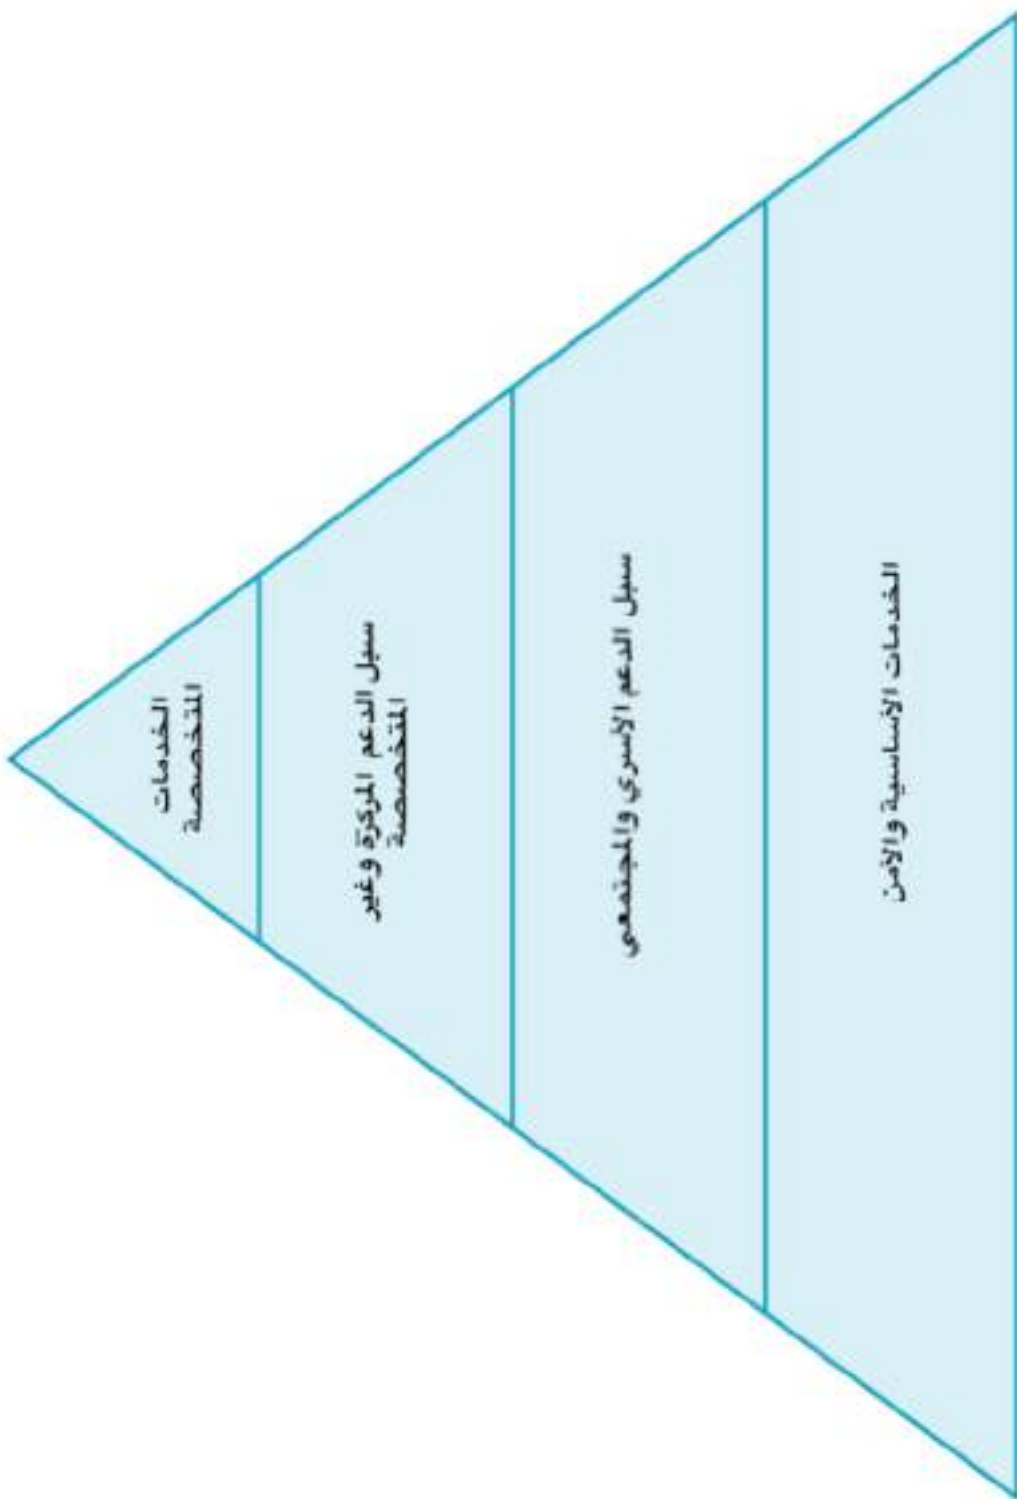 الخدمات
المتخصصة
سبل الدعم المركزة وغير
المتخصصة
سبل الدعم الأسري والمجتمعي
الخدمات الأساسية والأمن